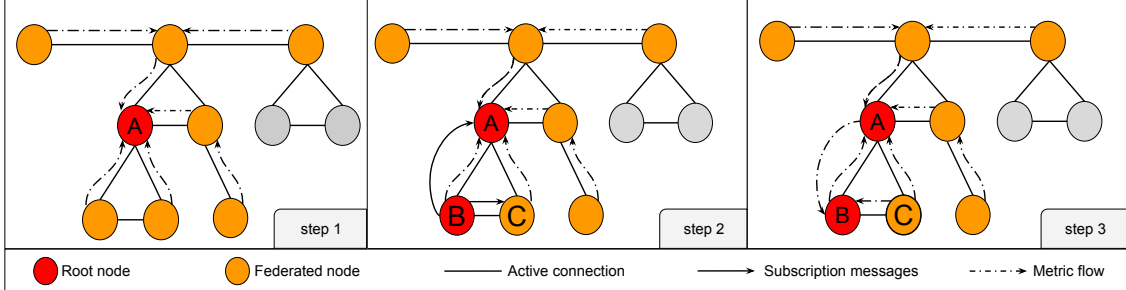 A
step 1
A
B
C
step 2
A
B
C
step 3
Root node
Federated node
Active connection
Subscription messages
Metric flow